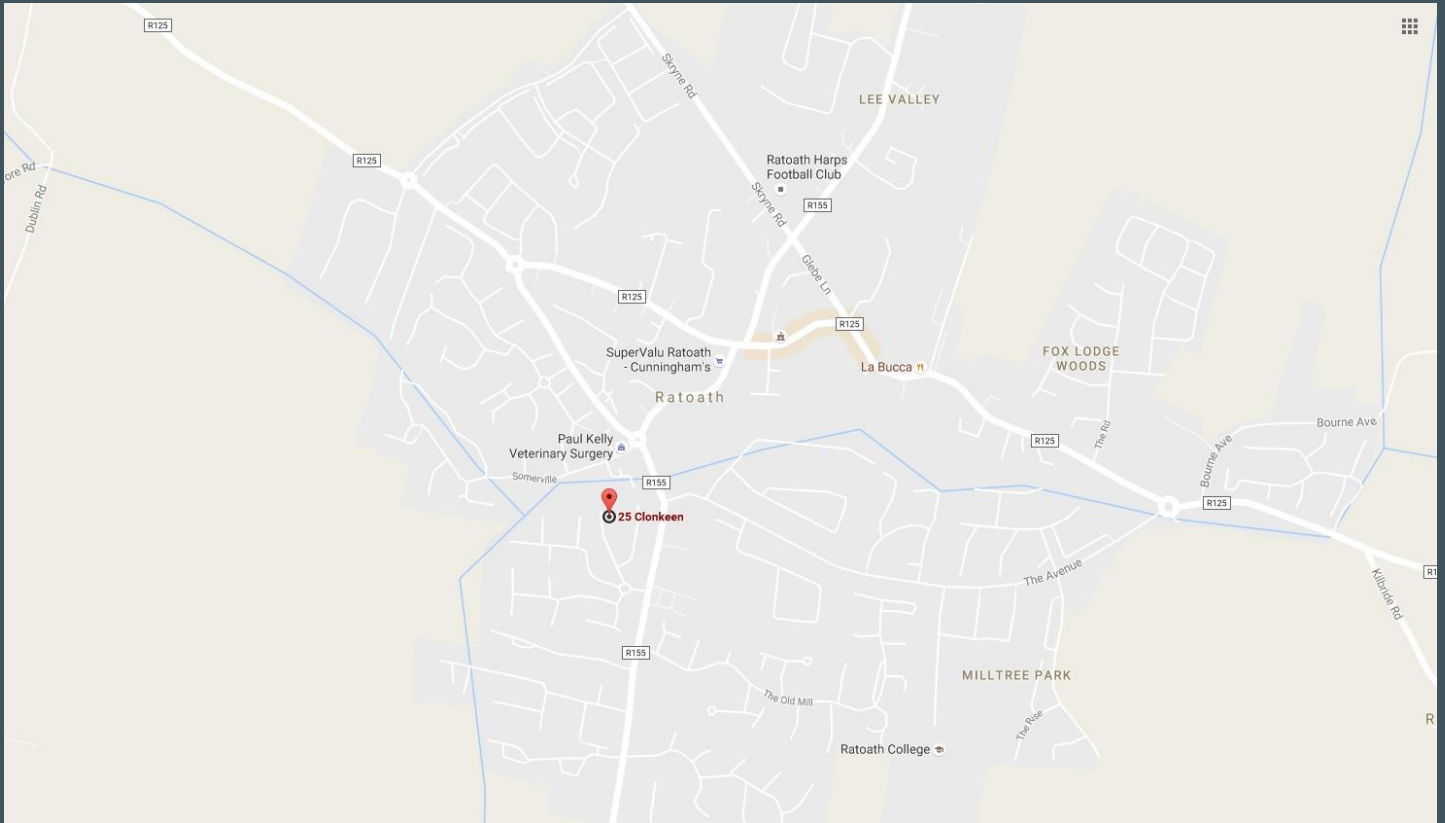 R125
Skryne Rd
LEE VALLEY
R125
Ratoath Harps
Football Club
ore Rd
Dublin Rd
Skryne Rd
R155
Glebe Ln
R125
R125
SuperValu Ratoath
- Cunningham's
La Bucca
FOX LODGE
WOODS
Ratoath
Bourne Ave
The Rd
R125
Paul Kelly
Veterinary Surgery
Bourne Ave
Somerville
R155
R125
25 Clonkeen
The Avenue
R1
Kilbride Rd
R155
MILLTREE PARK
The Old Mill
The Rise
R
Ratoath College